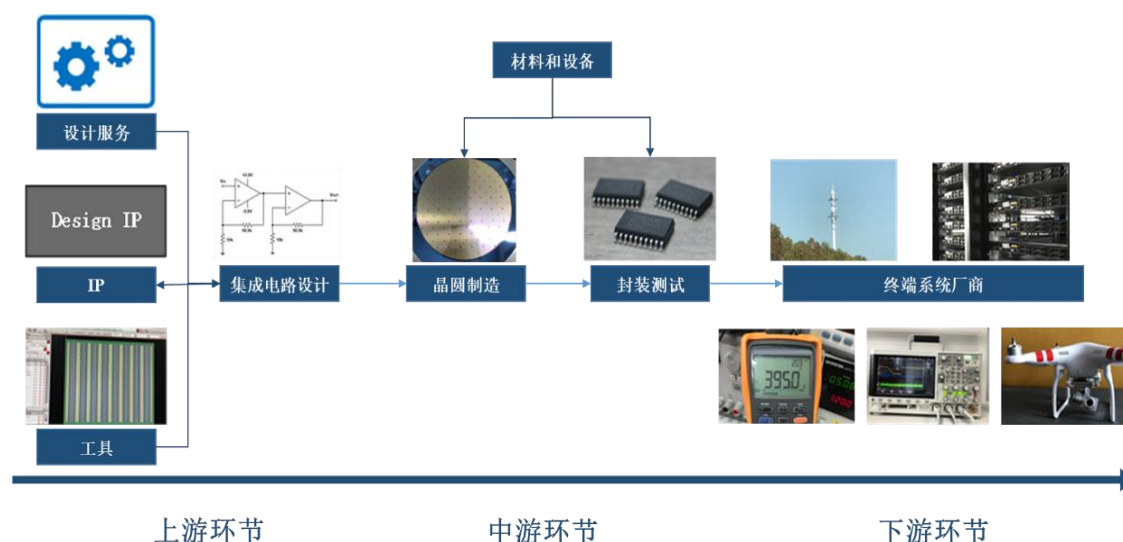 材料和设备
设计服务
Design IP
IP
集成电路设计
晶圆制造
封装测试
终端系统厂商
395.0
工具
上游环节
中游环节
下游环节